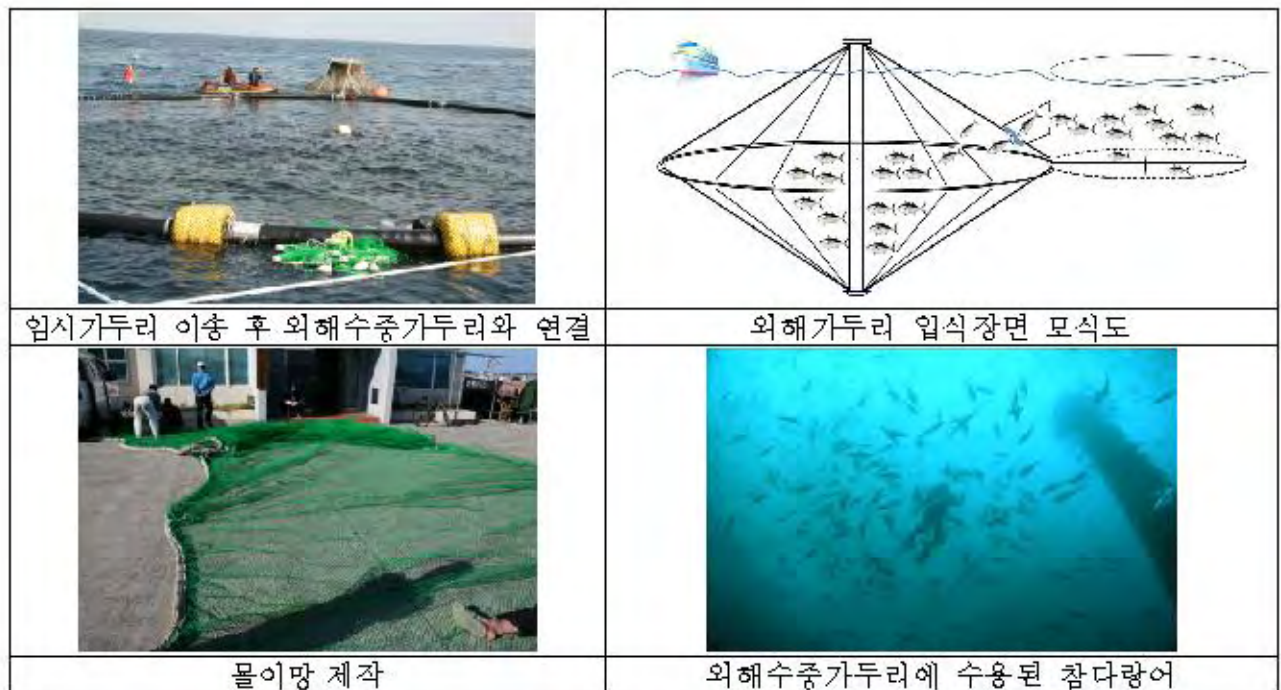 임시가두리 이송 후 외해수중가두리와 연결
외해가두리 입식장면 모식도
몰이망 제작
외해수중가두리에 수용된 참다랑어